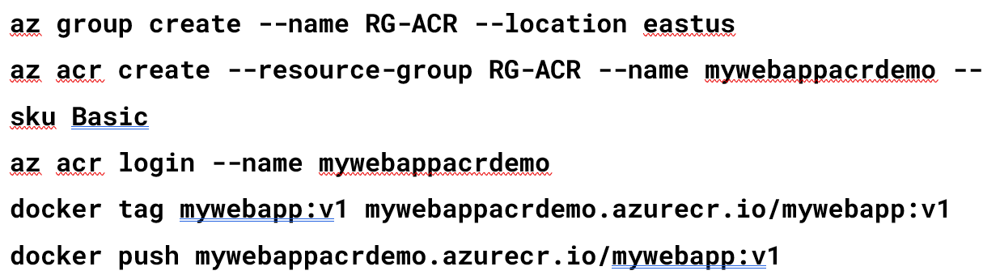 az group create --name RG-ACR --location eastus
az acr create --resource-group RG-ACR --name mywebappacrdemo --
sku Basic
az acr login --name mywebappacrdemo
docker tag mywebapp:v1 mywebappacrdemo.azurecr.io/mywebapp:v1
docker push mywebappacrdemo.azurecr.io/mywebapp:v1